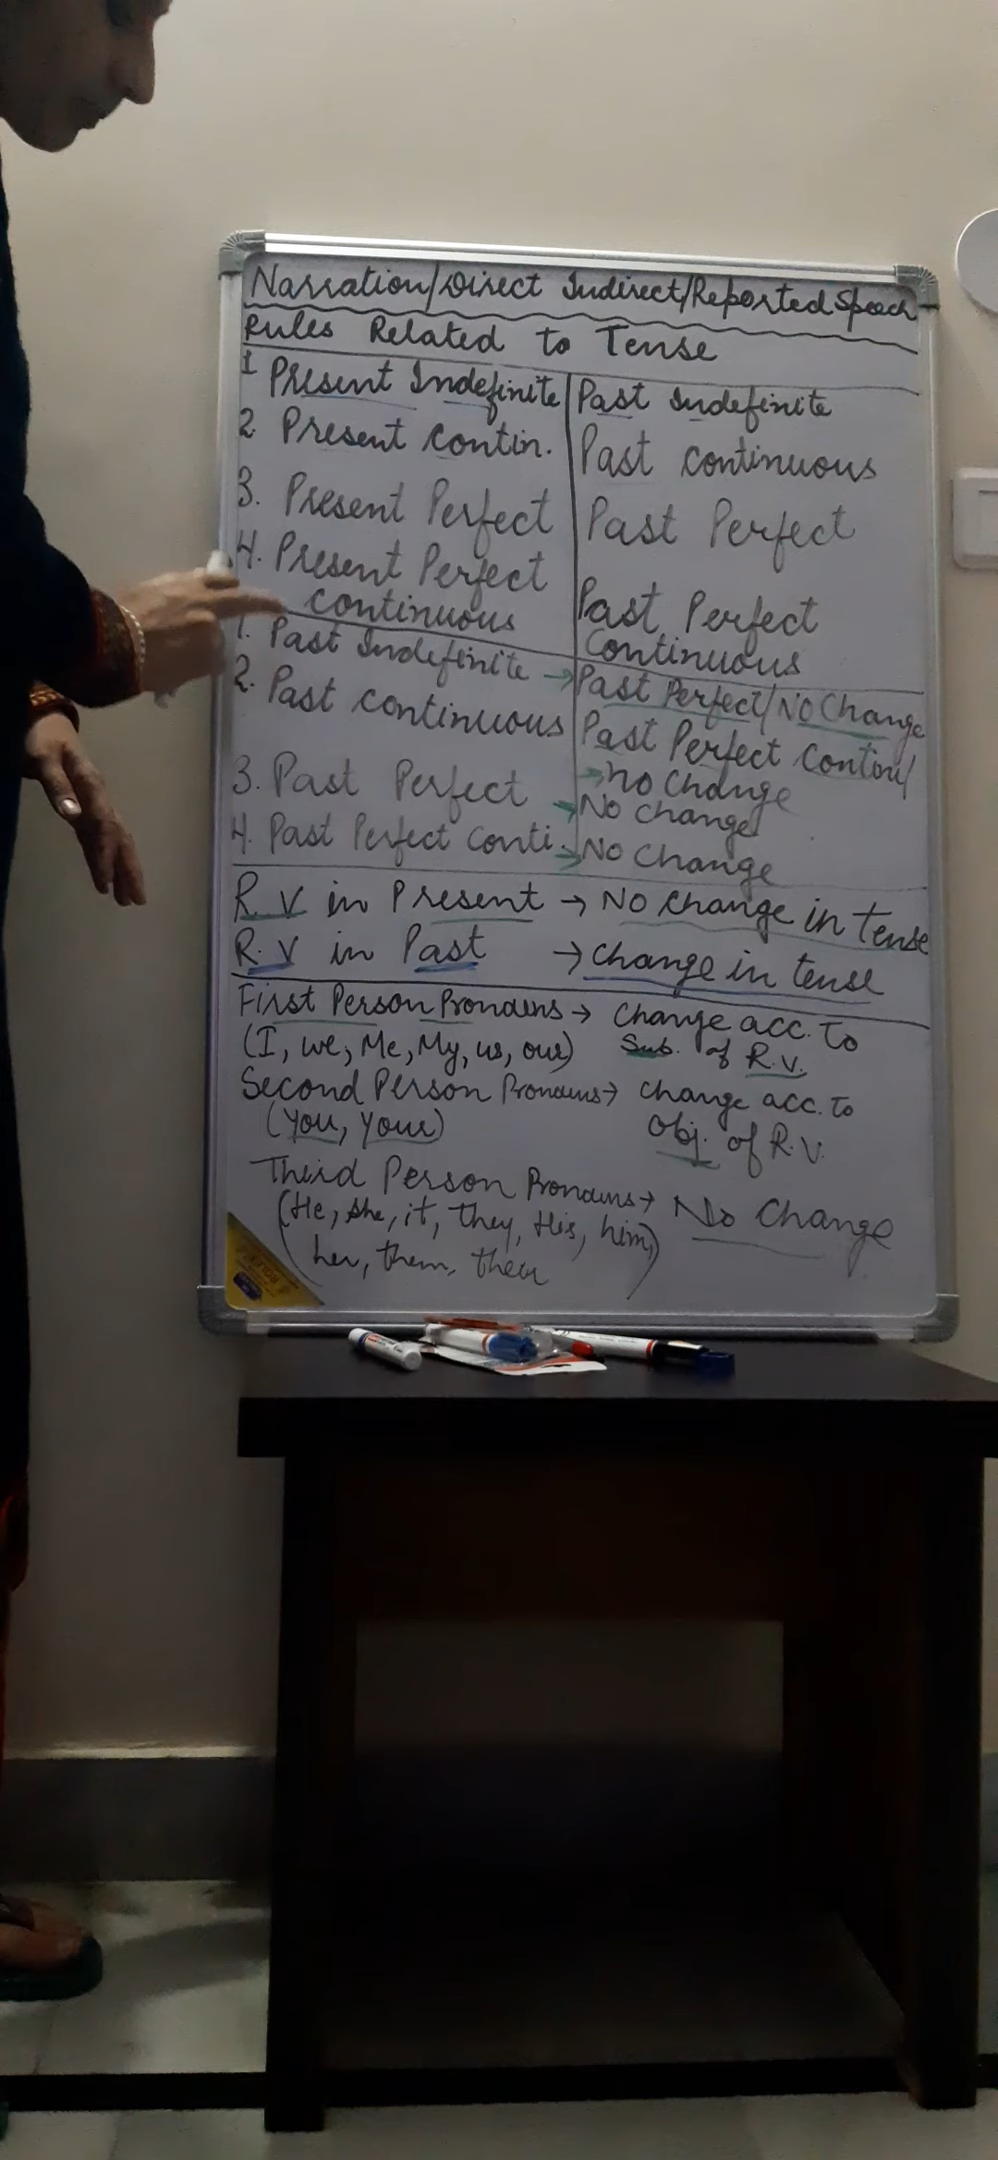 Narration/Direct Indirect/Reported Speech
Rules Related to Tense
1 Present Indefinite Past Indefinite
2 Present contin. Past continuous
3. Present Perfect Past Perfect
4. Present Perfect continuous Past Perfect Continuous
1. Past Indefinite → Past Perfect/No Change
2. Past continuous Past Perfect Contin/
→ no Change
3. Past Perfect → No change
4. Past Perfect Conti. → No Change
R.V in Present → No change in tense
R.V in Past → change in tense
First Person Pronouns → Change acc. To
(I, we, Me, My, us, our) Sub. of R.V.
Second Person Pronouns → Change acc. To
(You, Your) Obj. of R.V.
Third Person Pronouns → No Change
(He, she, it, they, His, him,
her, them, their)